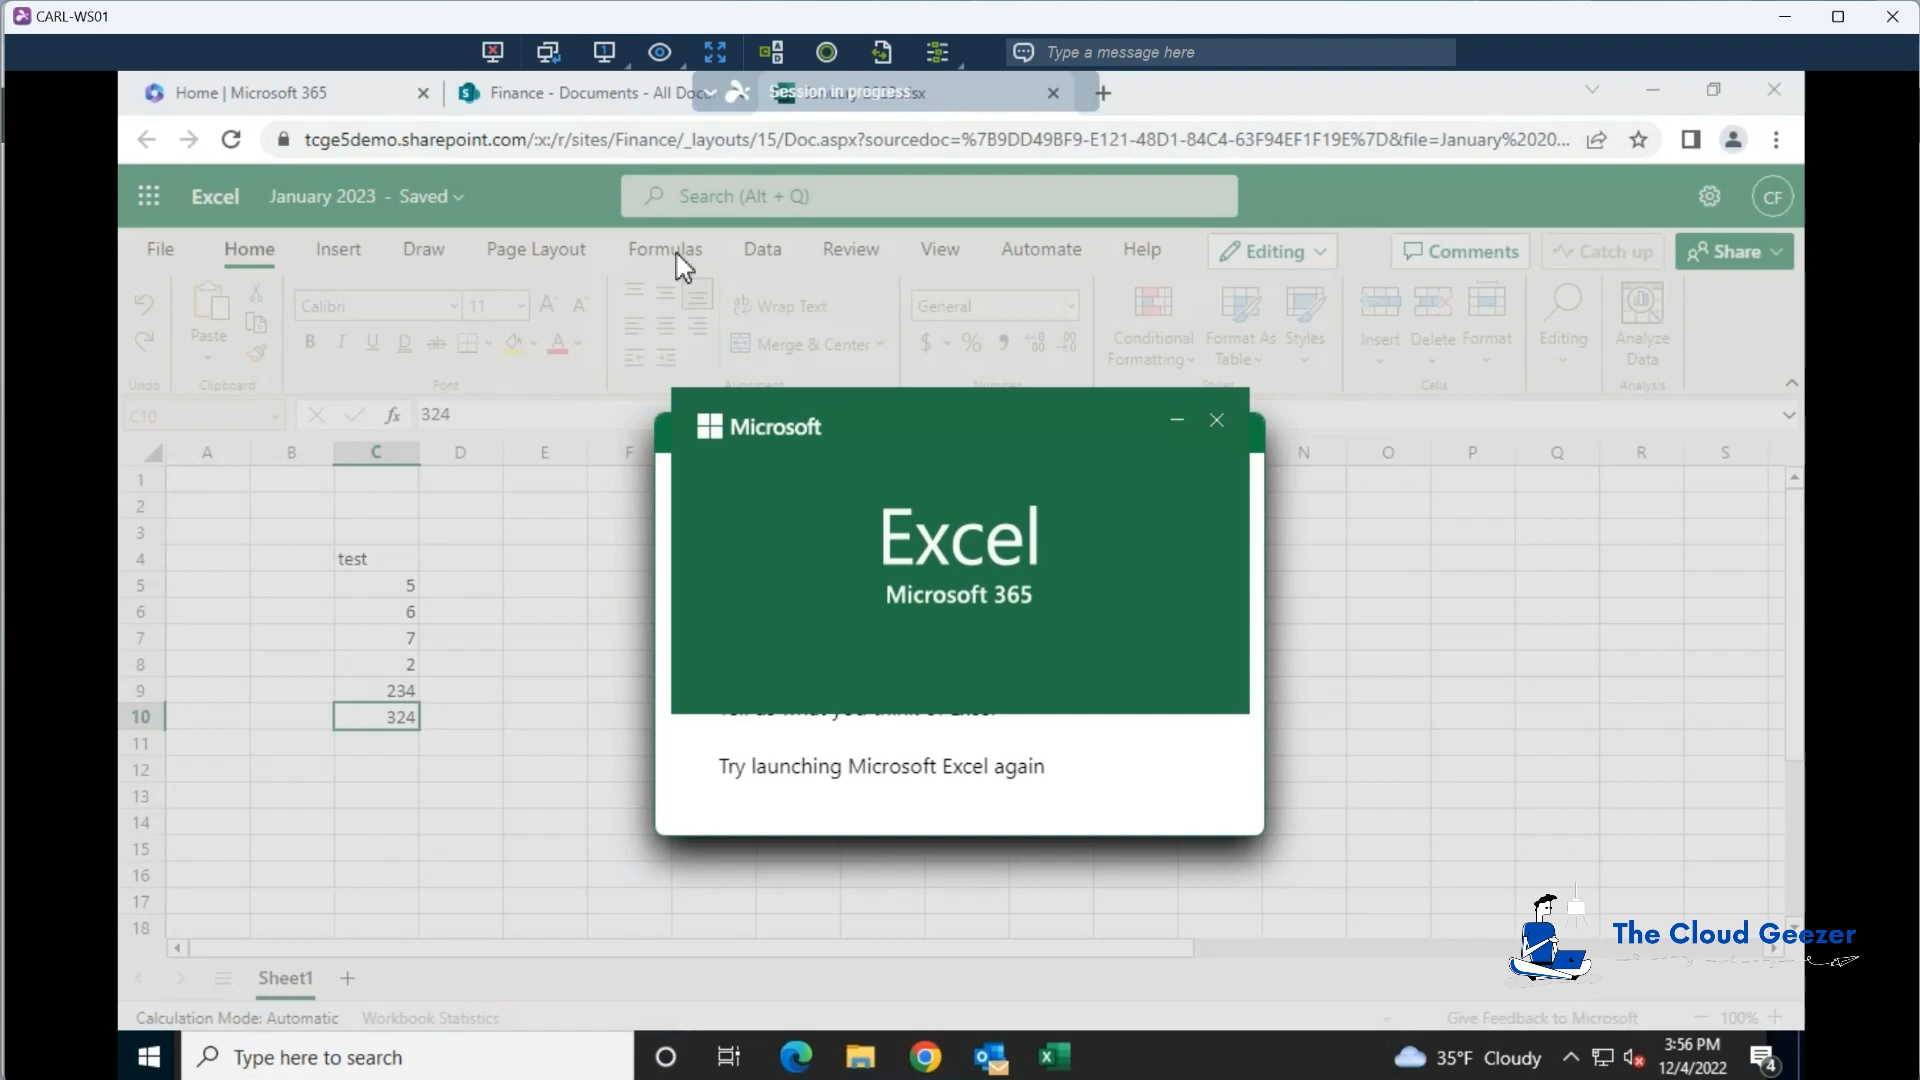 CARL-WS01
Type a message here
Home | Microsoft 365
Finance - Documents - All
Session in progress
tcge5demo.sharepoint.com/:x:/r/sites/Finance/_layouts/15/Doc.aspx?sourcedoc=%7B9DD49BF9-E121-48D1-84C4-63F94EF1F19E%7D&file=January%2020...
Excel January 2023 - Saved
Search (Alt + Q)
CF
File Home Insert Draw Page Layout Formulas Data Review View Automate Help
Editing
Comments
Catch up
Share
Paste
Calibri 11
Wrap Text
Merge & Center
General
Conditional Formatting
Format As Table
Styles
Insert Delete Format
Editing
Analyze Data
Undo Clipboard Font Cells Analysis
C10
fx 324
A B C D E F N O P Q R S
1
2
3
4 test
5 5
6 6
7 7
8 2
9 234
10 324
11
12
13
14
15
16
17
18
Microsoft
Excel
Microsoft 365
Try launching Microsoft Excel again
The Cloud Geezer
Sheet1
Calculation Mode: Automatic Workbook Statistics
Give Feedback to Microsoft 100%
Type here to search
35°F Cloudy
3:56 PM
12/4/2022
4